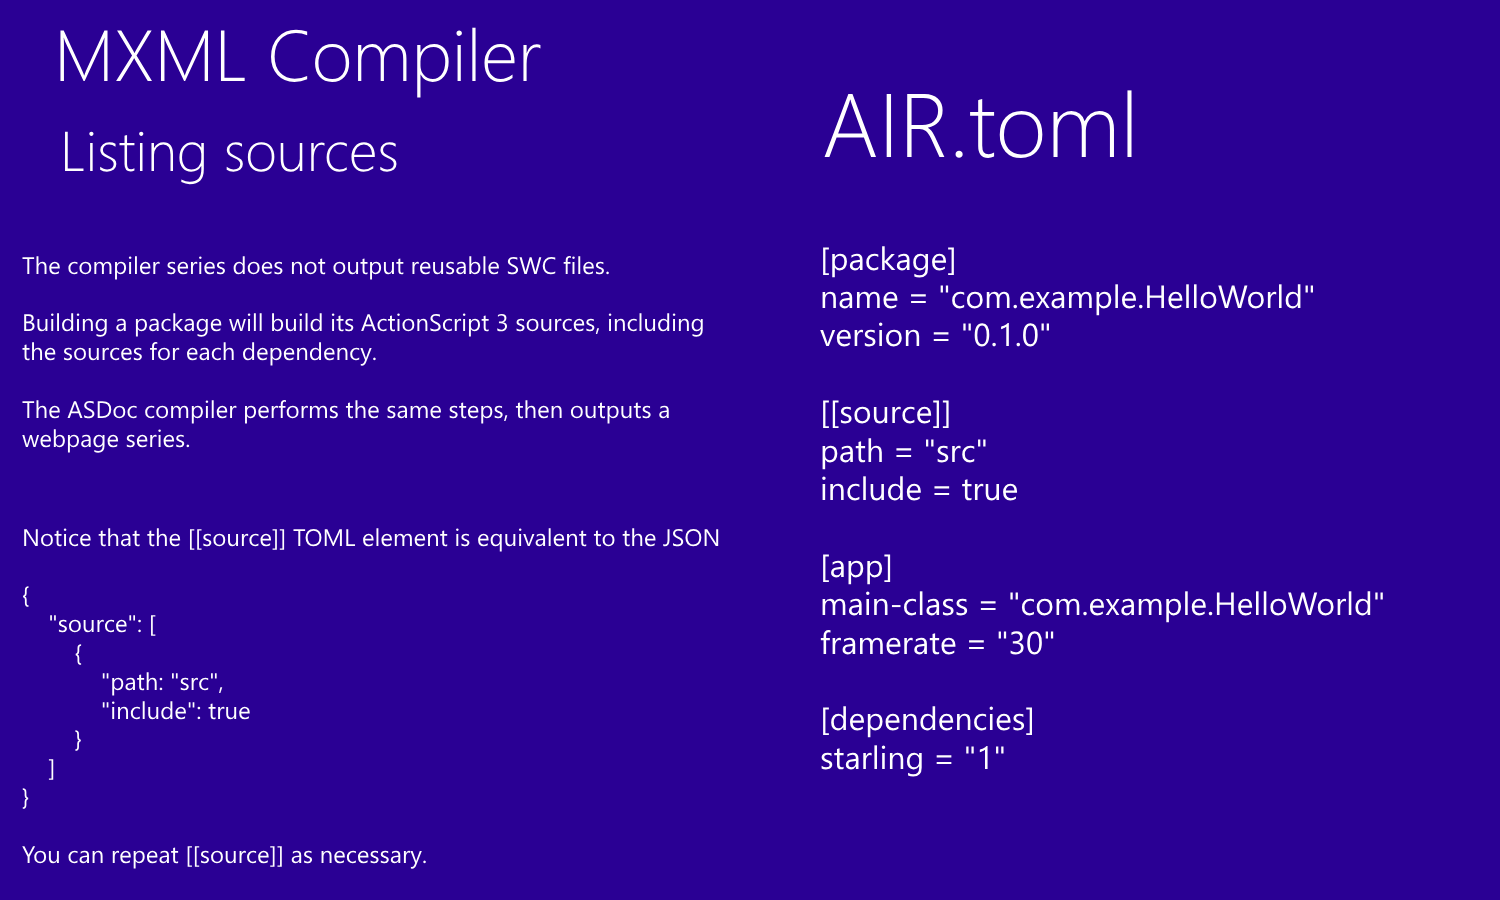 MXML Compiler
Listing sources
The compiler series does not output reusable SWC files.
Building a package will build its ActionScript 3 sources, including
the sources for each dependency.
The ASDoc compiler performs the same steps, then outputs a
webpage series.
Notice that the [[source]] TOML element is equivalent to the JSON
{
"source": [
{
"path: "src",
"include": true
}
]
}
You can repeat [[source]] as necessary.
AIR.toml
[package]
name = "com.example.HelloWorld"
version = "0.1.0"
[[source]]
path = "src"
include = true
[app]
main-class = "com.example.HelloWorld"
framerate = "30"
[dependencies]
starling = "1"